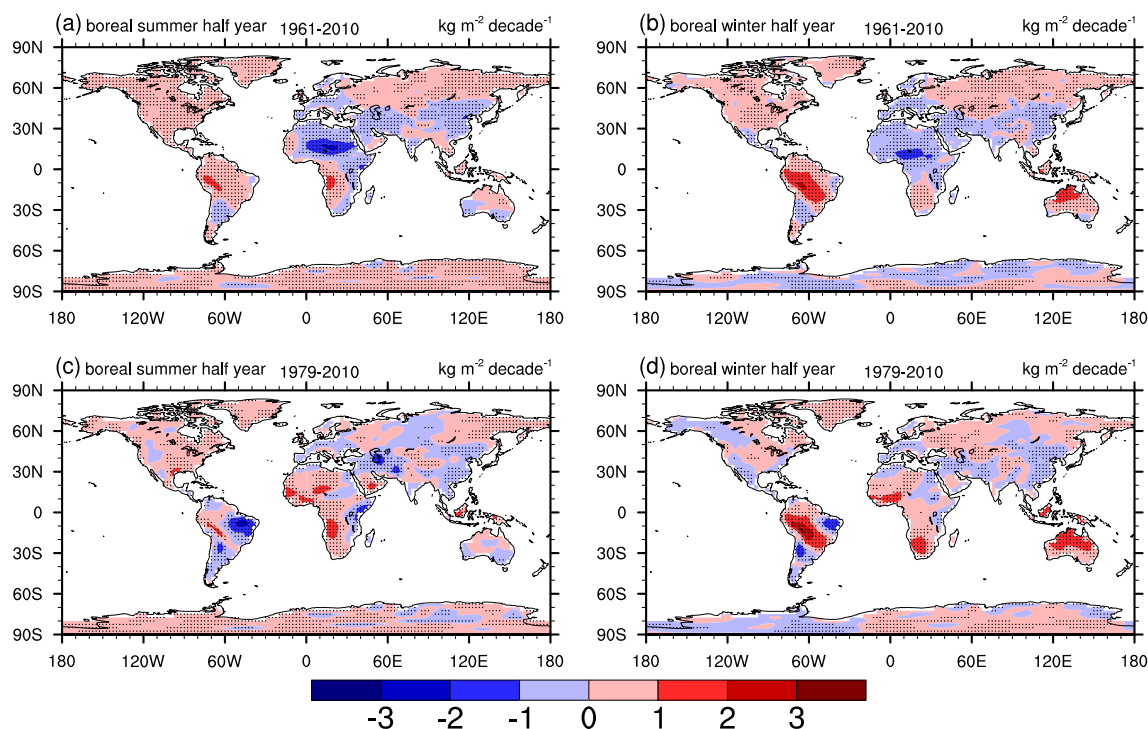 (a) boreal summer half year 1961-2010 kg m⁻² decade⁻¹
90N
60N
30N
0
30S
60S
90S
180 120W 60W 0 60E 120E 180
(b) boreal winter half year 1961-2010 kg m⁻² decade⁻¹
90N
60N
30N
0
30S
60S
90S
180 120W 60W 0 60E 120E 180
(c) boreal summer half year 1979-2010 kg m⁻² decade⁻¹
90N
60N
30N
0
30S
60S
90S
180 120W 60W 0 60E 120E 180
(d) boreal winter half year 1979-2010 kg m⁻² decade⁻¹
90N
60N
30N
0
30S
60S
90S
180 120W 60W 0 60E 120E 180
-3 -2 -1 0 1 2 3